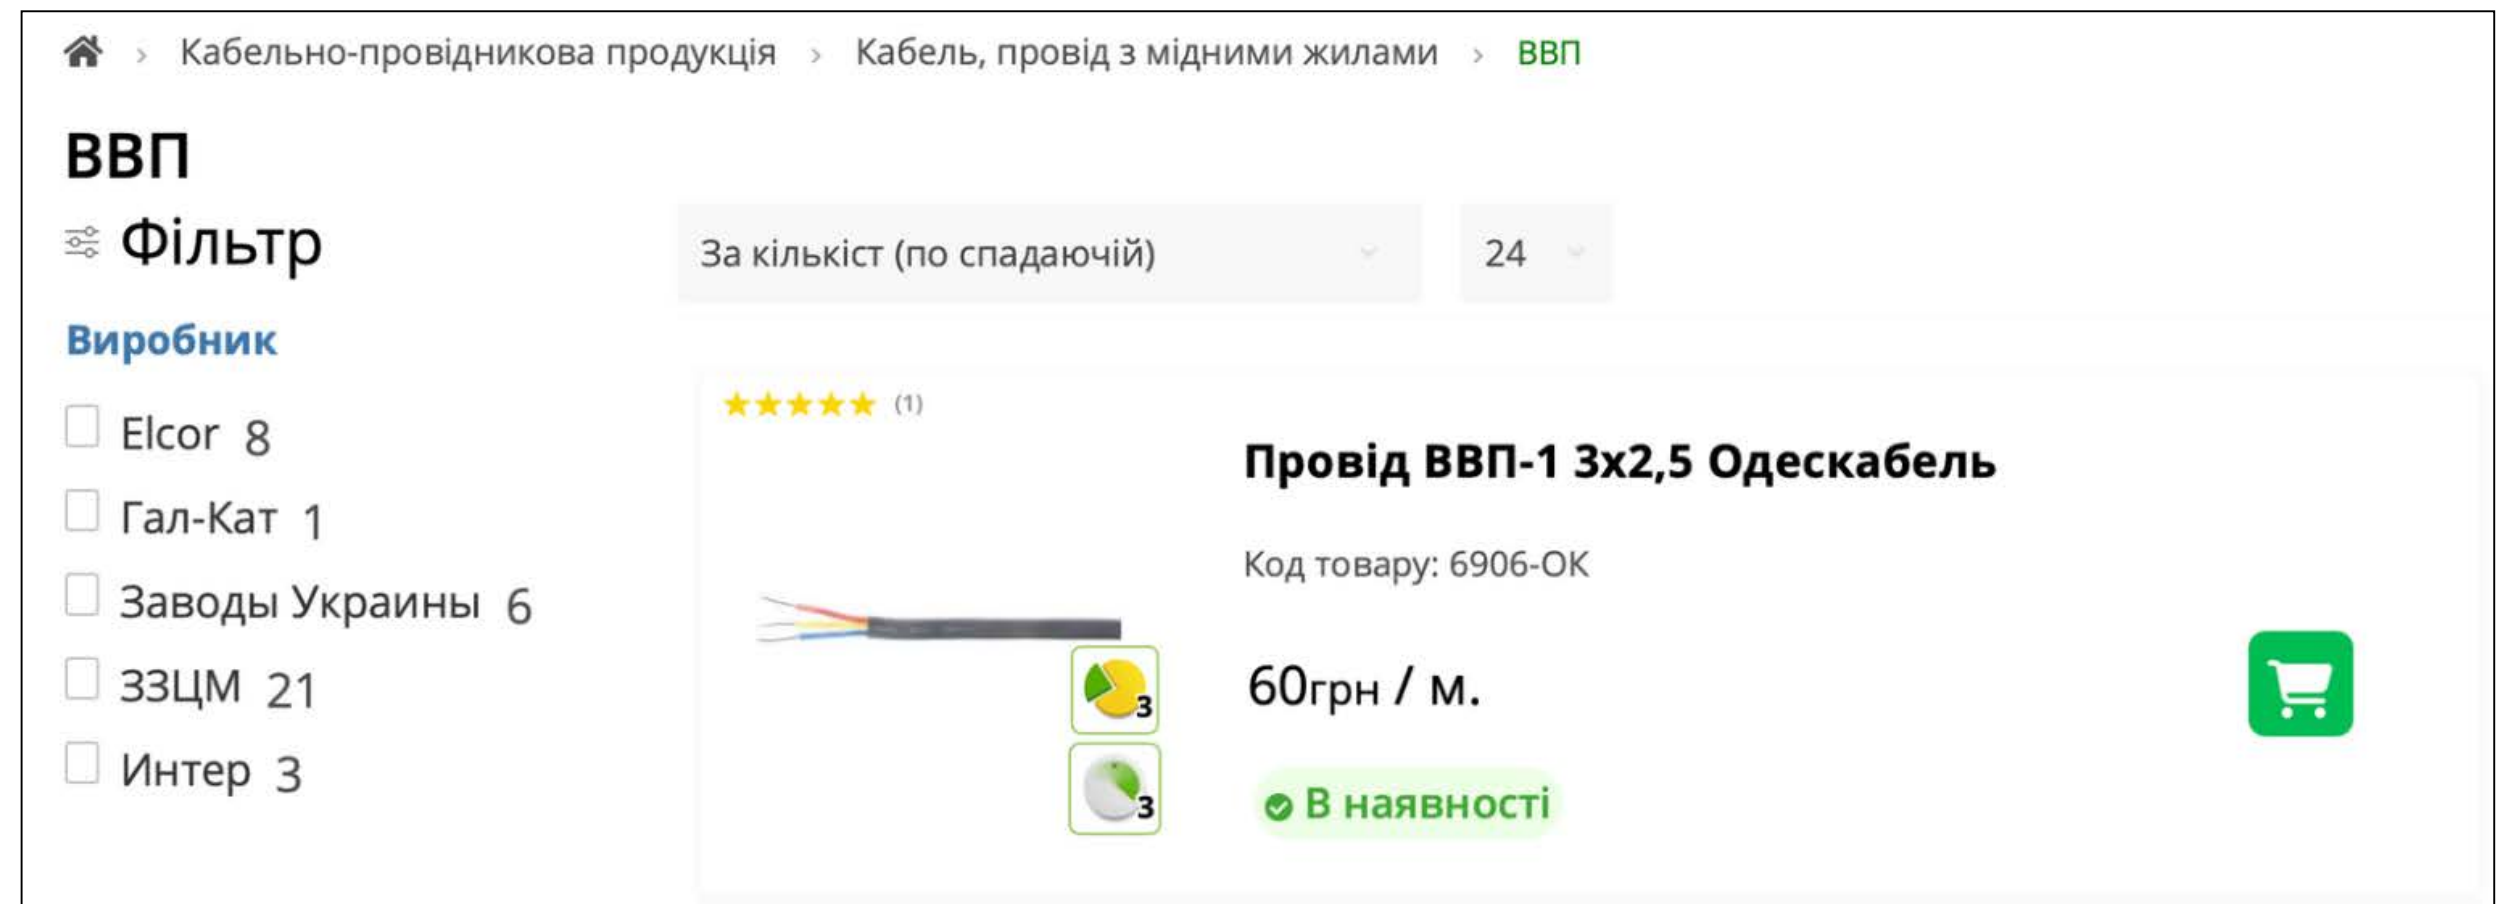 Кабельно-провідникова продукція > Кабель, провід з мідними жилами > ВВП
ВВП
Фільтр
За кількіст (по спадаючій)
24
Виробник
Elcor 8
Гал-Кат 1
Заводы Украины 6
ЗЗЦМ 21
Интер 3
(1)
Провід ВВП-1 3х2,5 Одескабель
Код товару: 6906-ОК
3
60грн / м.
3
В наявності